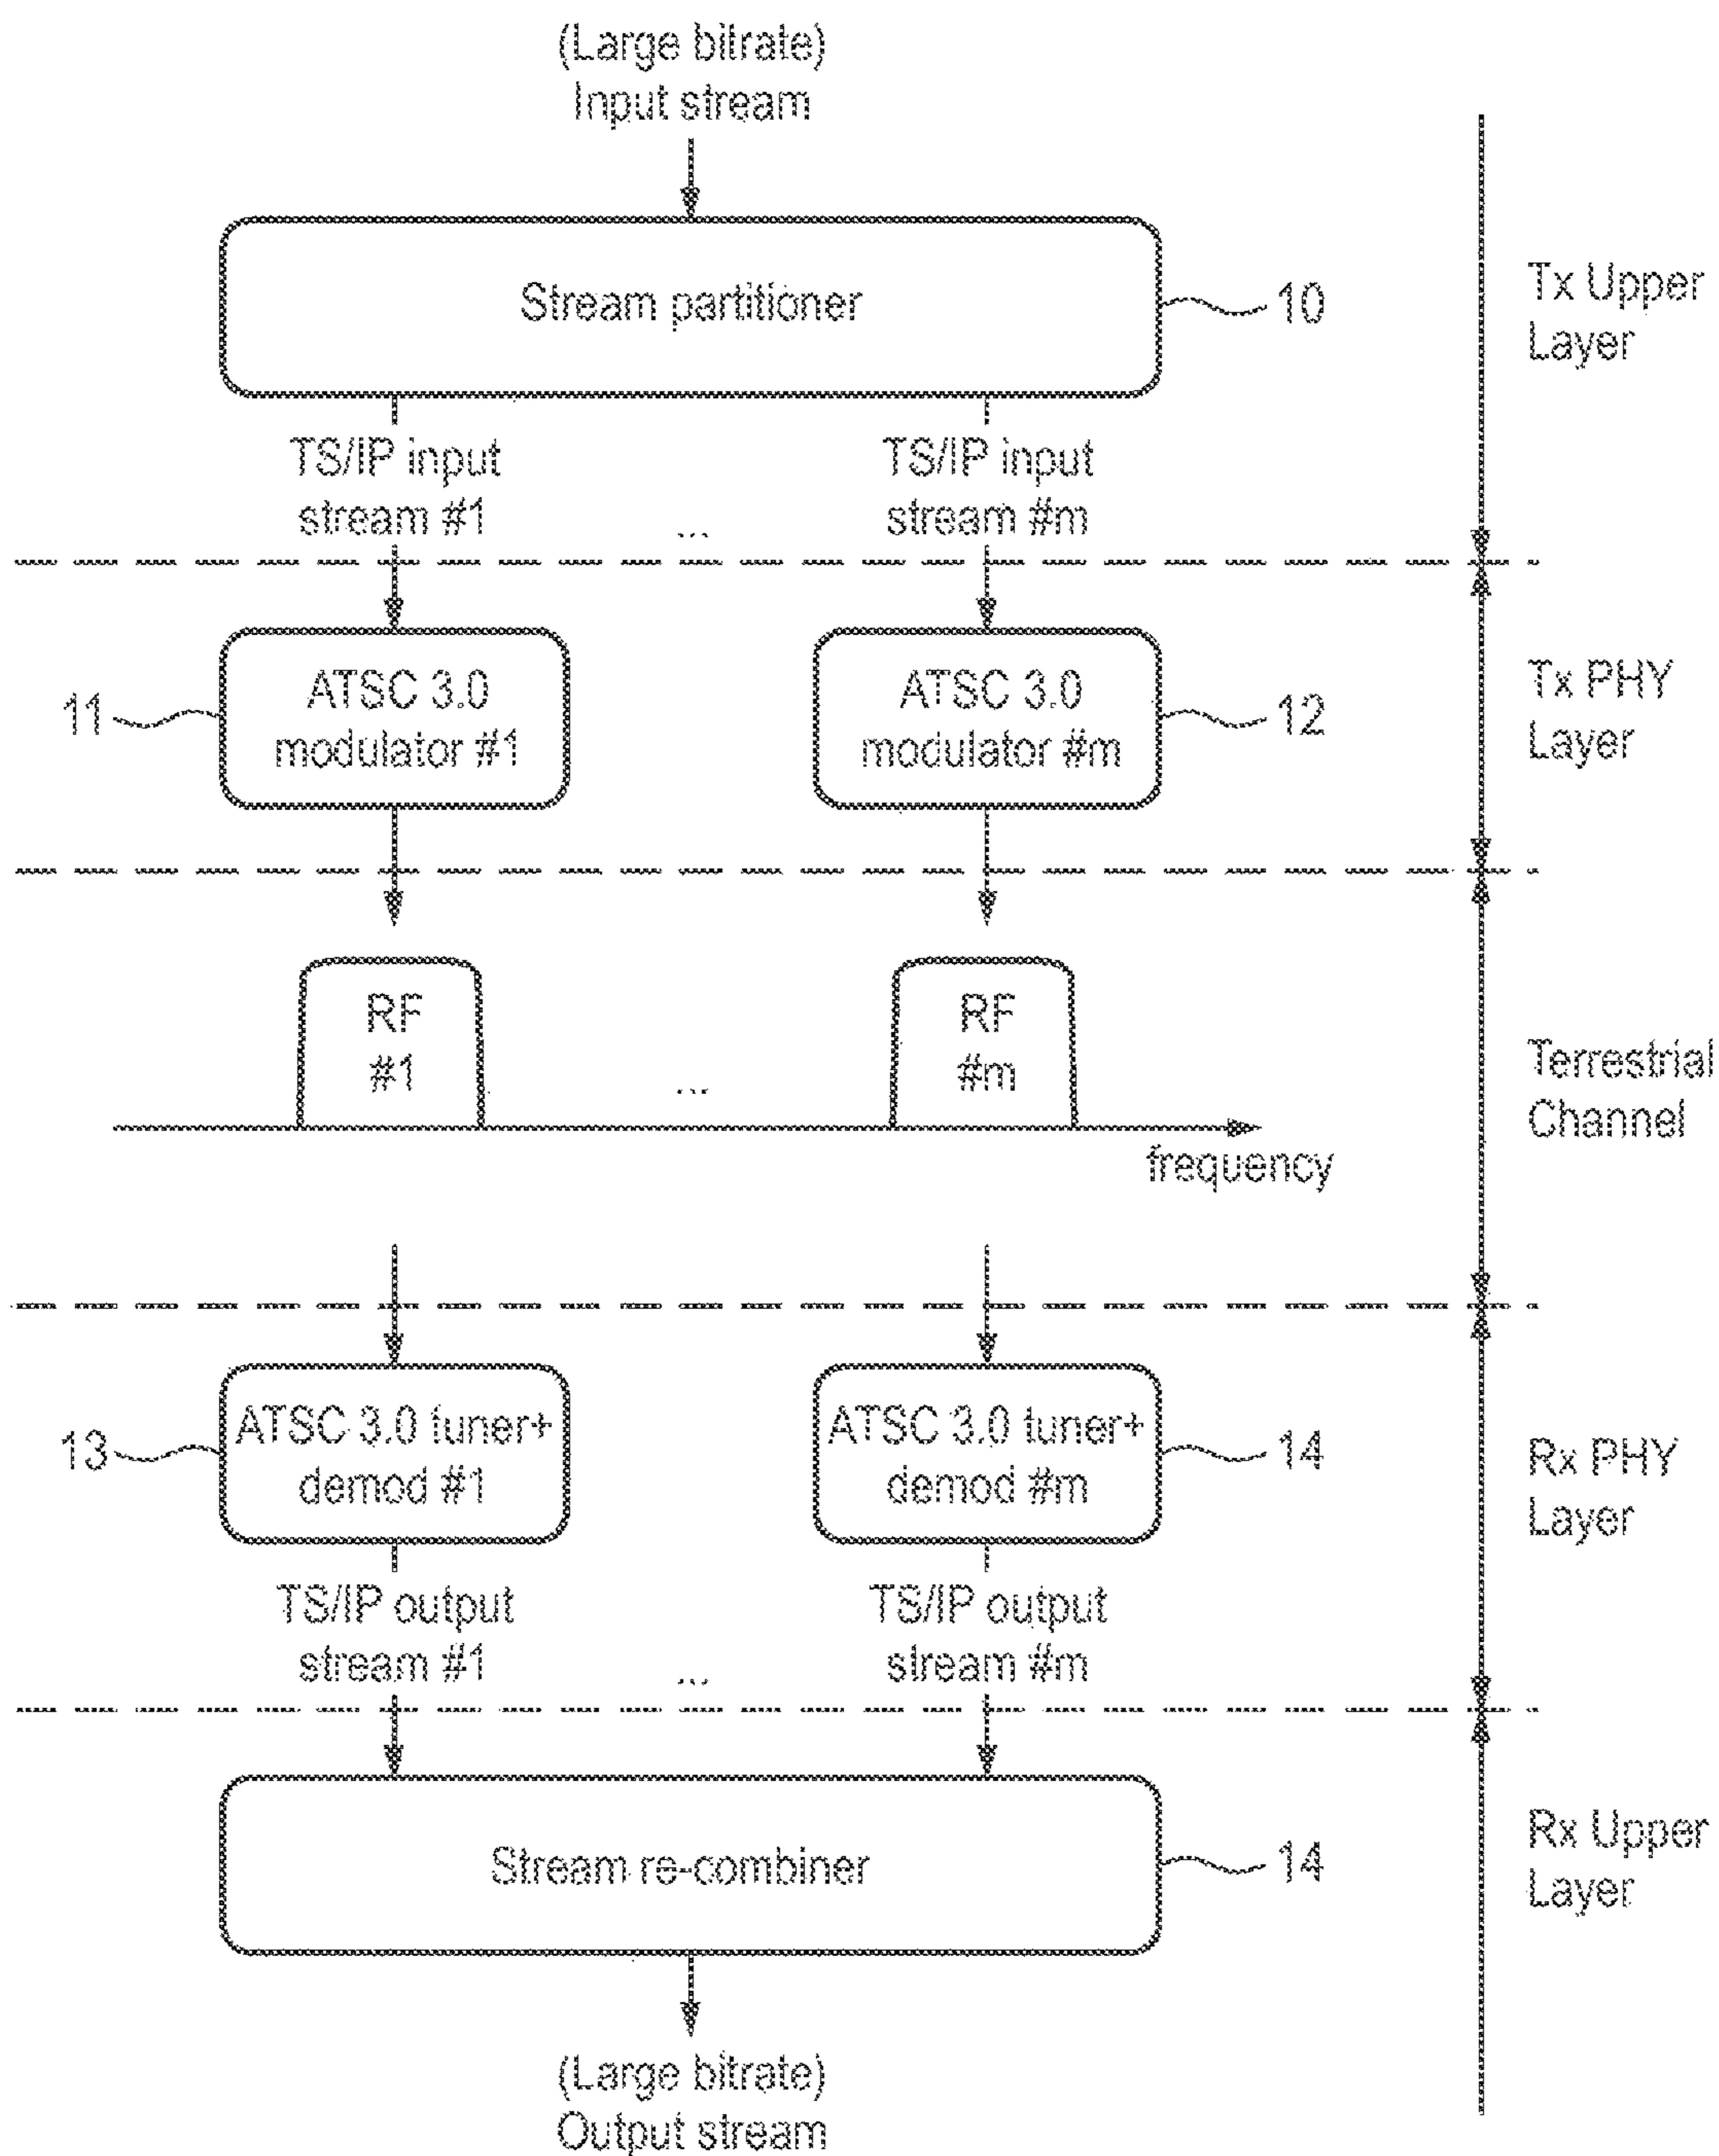 (Large bitrate)
Input stream
Stream partitioner
10
Tx Upper
Layer
TS/IP input
stream #1
...
TS/IP input
stream #m
11
ATSC 3.0
modulator #1
ATSC 3.0
modulator #m
12
Tx PHY
Layer
RF
#1
...
RF
#m
frequency
Terrestrial
Channel
13
ATSC 3.0 tuner+
demod #1
ATSC 3.0 tuner+
demod #m
14
Rx PHY
Layer
TS/IP output
stream #1
...
TS/IP output
stream #m
Stream re-combiner
14
Rx Upper
Layer
(Large bitrate)
Output stream